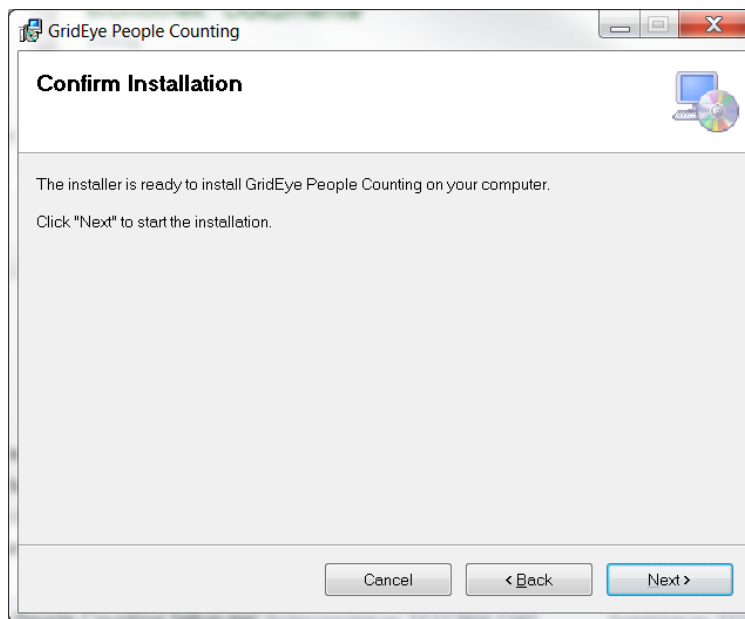 GridEye People Counting
Confirm Installation
The installer is ready to install GridEye People Counting on your computer.
Click "Next" to start the installation.
Cancel
< Back
Next >